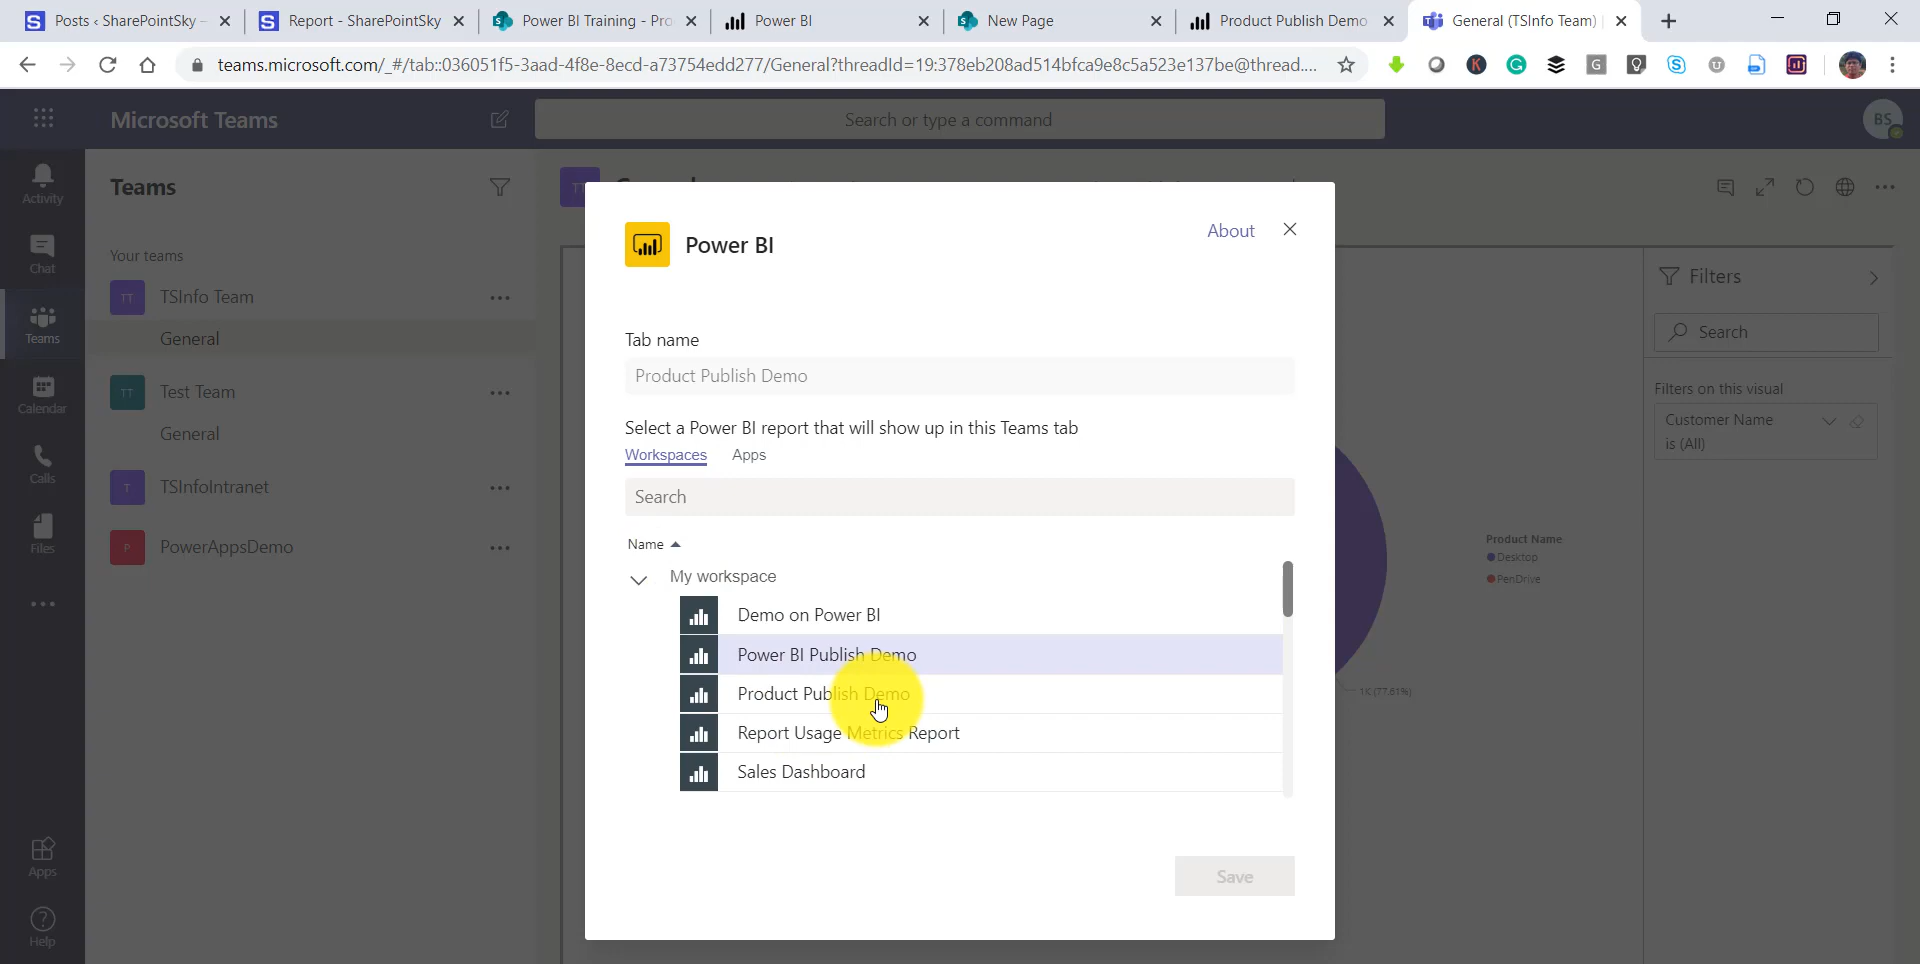 Posts ‹ SharePointSky –
Report - SharePointSky
Power BI Training - Pro
Power BI
New Page
Product Publish Demo
General (TSInfo Team)
teams.microsoft.com/_#/tab::036051f5-3aad-4f8e-8ecd-a73754edd277/General?threadId=19:378eb208ad514bfca9e8c5a523e137be@thread....
Microsoft Teams
Search or type a command
BS
Activity
Chat
Teams
Calendar
Calls
Files
Apps
Help
Teams
Your teams
TT
TSInfo Team
General
TT
Test Team
General
T
TSInfoIntranet
P
PowerAppsDemo
Power BI
About
Tab name
Product Publish Demo
Select a Power BI report that will show up in this Teams tab
Workspaces
Apps
Search
Name
My workspace
Demo on Power BI
Power BI Publish Demo
Product Publish Demo
Report Usage Metrics Report
Sales Dashboard
Save
Product Name
Desktop
PenDrive
1K (77.81%)
Filters
Search
Filters on this visual
Customer Name
is (All)